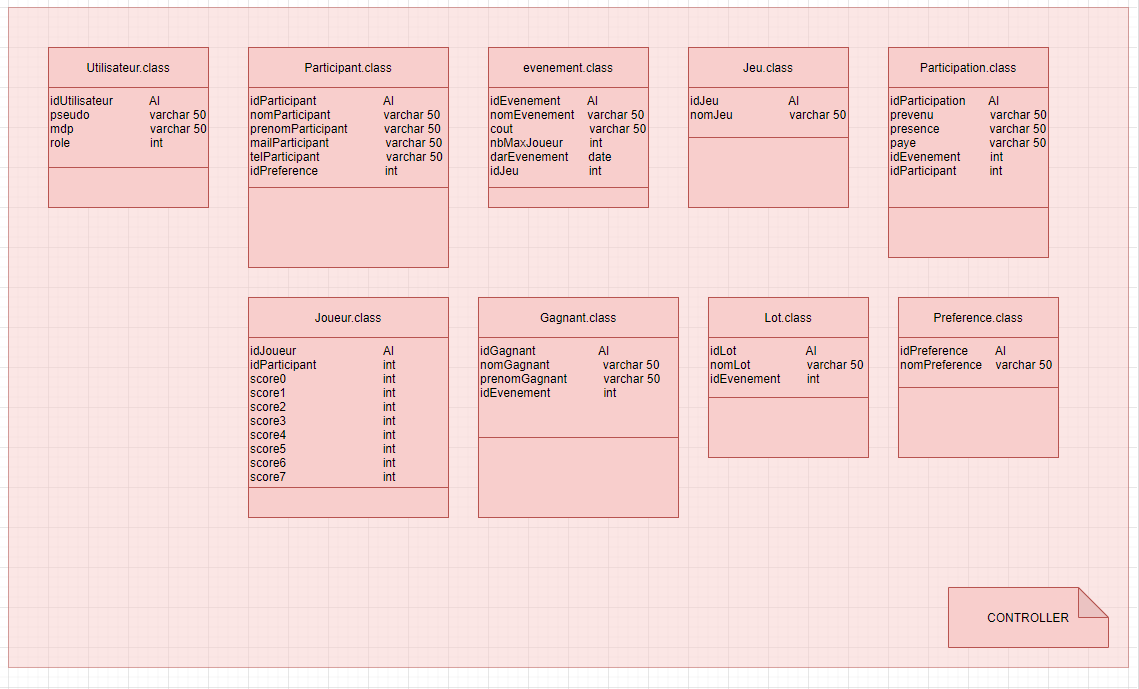 Utilisateur.class
idUtilisateur AI
pseudo varchar 50
mdp varchar 50
role int
Participant.class
idParticipant AI
nomParticipant varchar 50
prenomParticipant varchar 50
mailParticipant varchar 50
telParticipant varchar 50
idPreference int
evenement.class
idEvenement AI
nomEvenement varchar 50
cout varchar 50
nbMaxJoueur int
darEvenement date
idJeu int
Jeu.class
idJeu AI
nomJeu varchar 50
Participation.class
idParticipation AI
prevenu varchar 50
presence varchar 50
paye varchar 50
idEvenement int
idParticipant int
Joueur.class
idJoueur AI
idParticipant int
score0 int
score1 int
score2 int
score3 int
score4 int
score5 int
score6 int
score7 int
Gagnant.class
idGagnant AI
nomGagnant varchar 50
prenomGagnant varchar 50
idEvenement int
Lot.class
idLot AI
nomLot varchar 50
idEvenement int
Preference.class
idPreference AI
nomPreference varchar 50
CONTROLLER